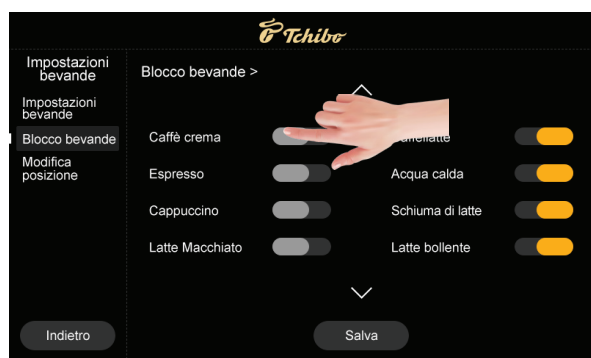 Tchibo
Impostazioni
bevande
Impostazioni
bevande
Blocco bevande
Modifica
posizione
Indietro
Blocco bevande >
Caffè crema
Espresso
Cappuccino
Latte Macchiato
Acqua calda
Schiuma di latte
Latte bollente
Salva